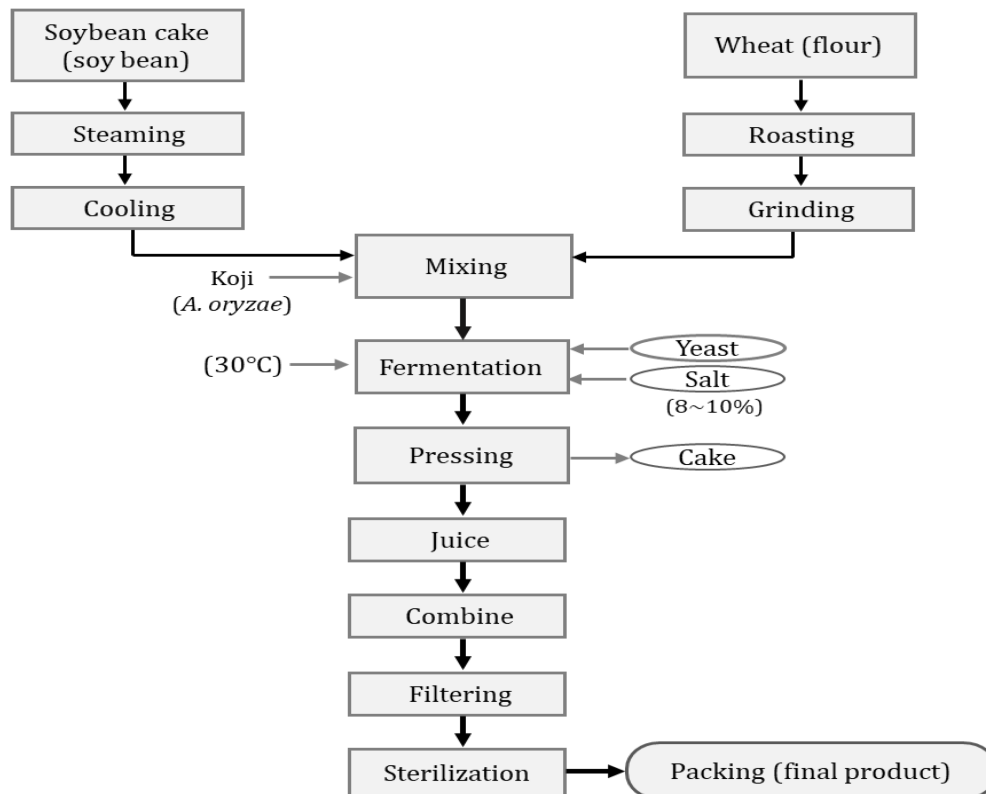 Soybean cake
(soy bean)
Wheat (flour)
Steaming
Roasting
Cooling
Grinding
Mixing
Koji
(A. oryzae)
Yeast
(30°C)
Fermentation
Salt
(8~10%)
Pressing
Cake
Juice
Combine
Filtering
Sterilization
Packing (final product)